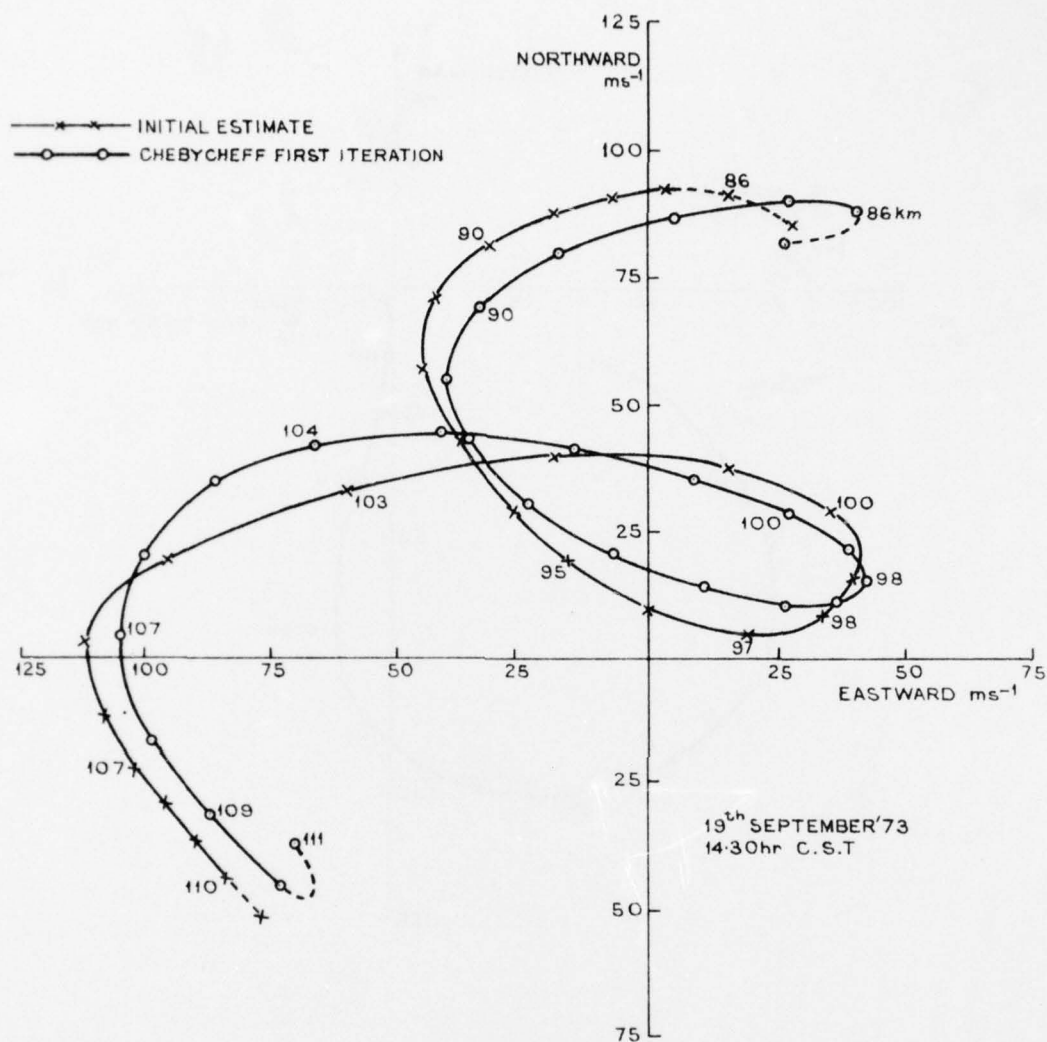 125
NORTHWARD
ms⁻¹
INITIAL ESTIMATE
CHEBYCHEFF FIRST ITERATION
100
86
86km
90
75
90
50
104
103
100
100
25
95
98
98
97
107
125 100 75 50 25 25 50 75
EASTWARD ms⁻¹
107
25
109
19th SEPTEMBER'73
14·30hr C.S.T
111
110
50
75